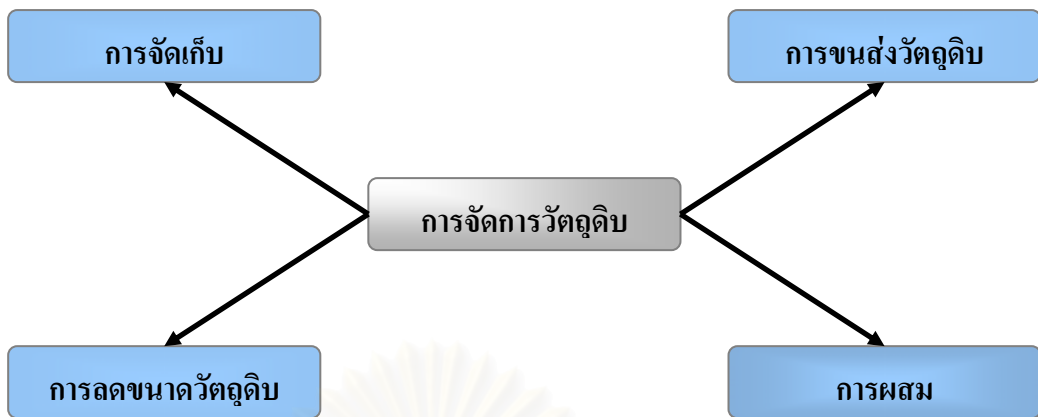 การจัดเก็บ
การขนส่งวัตถุดิบ
การจัดการวัตถุดิบ
การลดขนาดวัตถุดิบ
การผสม